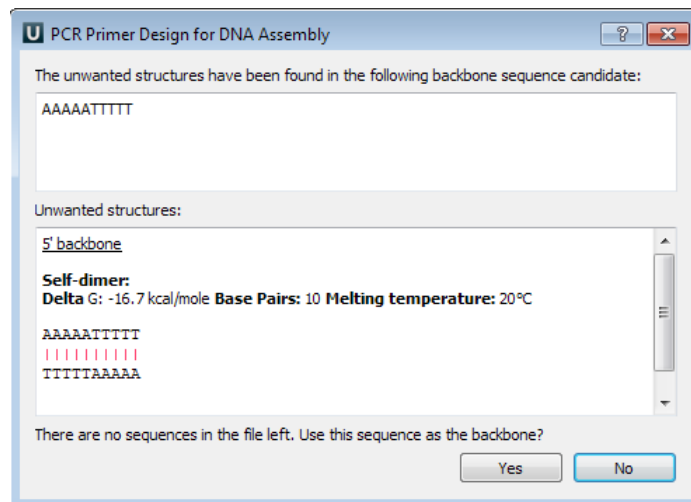 U PCR Primer Design for DNA Assembly
?
The unwanted structures have been found in the following backbone sequence candidate:
AAAAATTTTT
Unwanted structures:
5' backbone
Self-dimer:
Delta G: -16.7 kcal/mole Base Pairs: 10 Melting temperature: 20°C
AAAAATTTTT
||||||||||
TTTTTAAAAA
There are no sequences in the file left. Use this sequence as the backbone?
Yes No